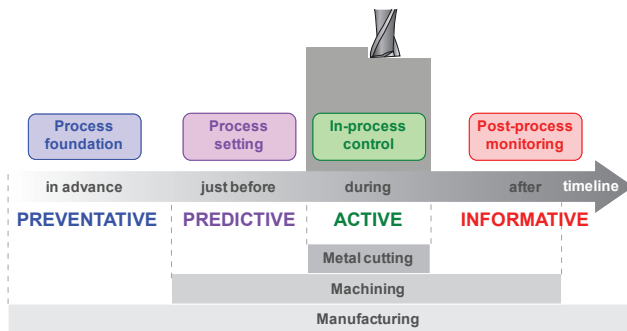 Process
foundation
Process
setting
In-process
control
Post-process
monitoring
in advance
just before
during
after
timeline
PREVENTATIVE
PREDICTIVE
ACTIVE
INFORMATIVE
Metal cutting
Machining
Manufacturing